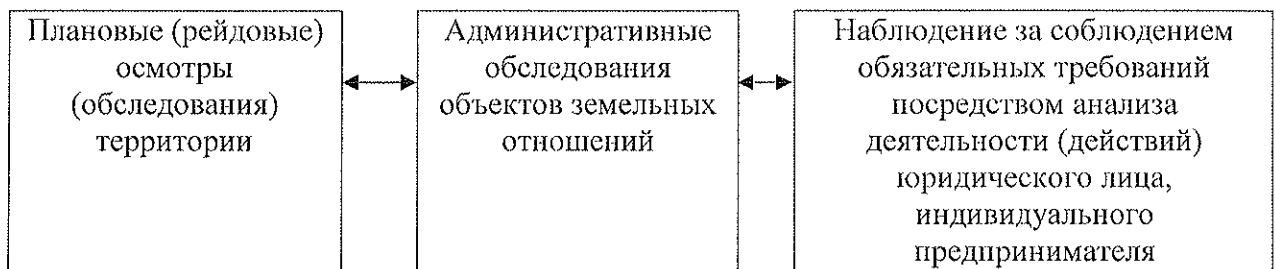 Плановые (рейдовые)
осмотры
(обследования)
территории
Административные
обследования
объектов земельных
отношений
Наблюдение за соблюдением
обязательных требований
посредством анализа
деятельности (действий)
юридического лица,
индивидуального
предпринимателя